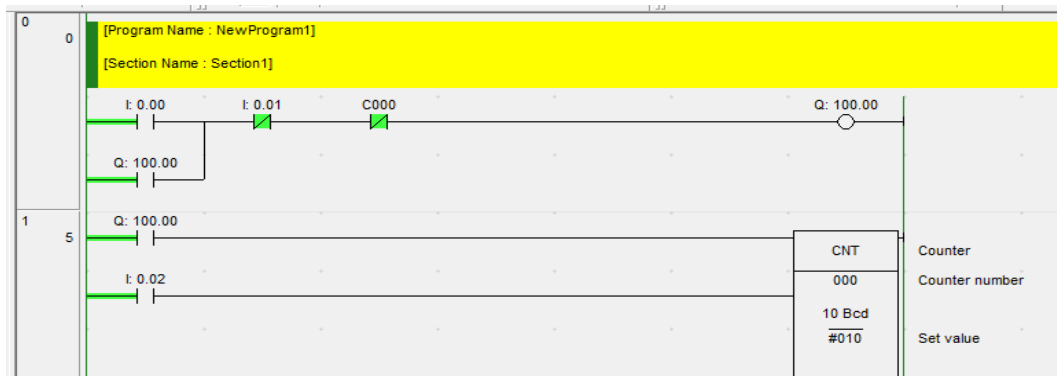 0
0
[Program Name : NewProgram1]
[Section Name : Section1]
I: 0.00 I: 0.01 C000 Q: 100.00
Q: 100.00
1
Q: 100.00
5
CNT Counter
I: 0.02
000 Counter number
10 Bcd
#010 Set value